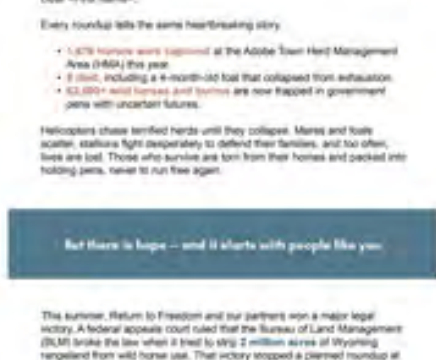 Every roundup tells the same heartbreaking story.
horses were captured at the Adobe Town Herd Management
Area (HMA) this year.
including a 4-month-old foal that collapsed from exhaustion.
wild horses and burros are now trapped in government
pens with uncertain futures.
Helicopters chase terrified herds until they collapse. Mares and foals
scatter, stallions fight desperately to defend their families, and too often,
lives are lost. Those who survive are torn from their homes and packed into
holding pens, never to run free again.
But there is hope – and it starts with people like you.
This summer, Return to Freedom and our partners won a major legal
victory. A federal appeals court ruled that the Bureau of Land Management
(BLM) broke the law when it tried to strip 2 million acres of Wyoming
rangeland from wild horse use. That victory stopped a planned roundup at